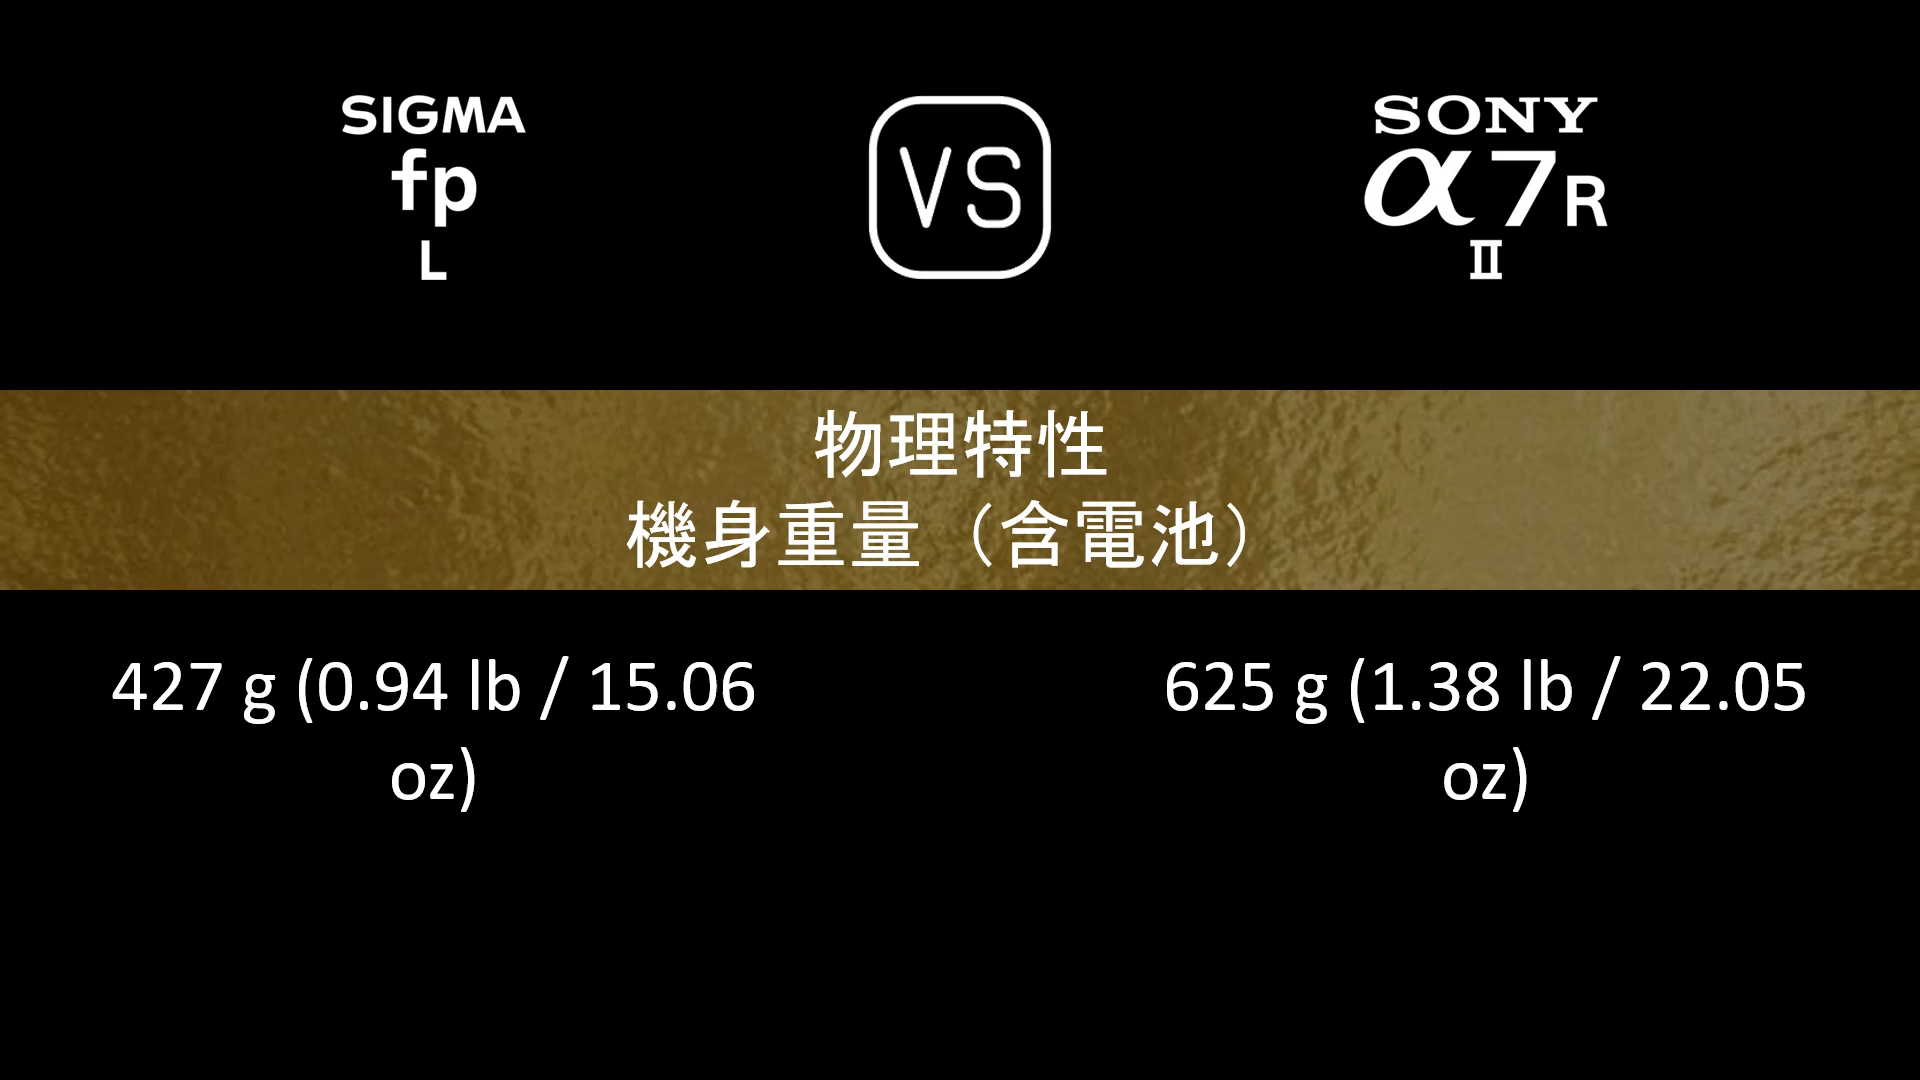 SIGMA
fp
L
VS
SONY
α7R
II
物理特性
機身重量（含電池）
427 g (0.94 lb / 15.06
oz)
625 g (1.38 lb / 22.05
oz)